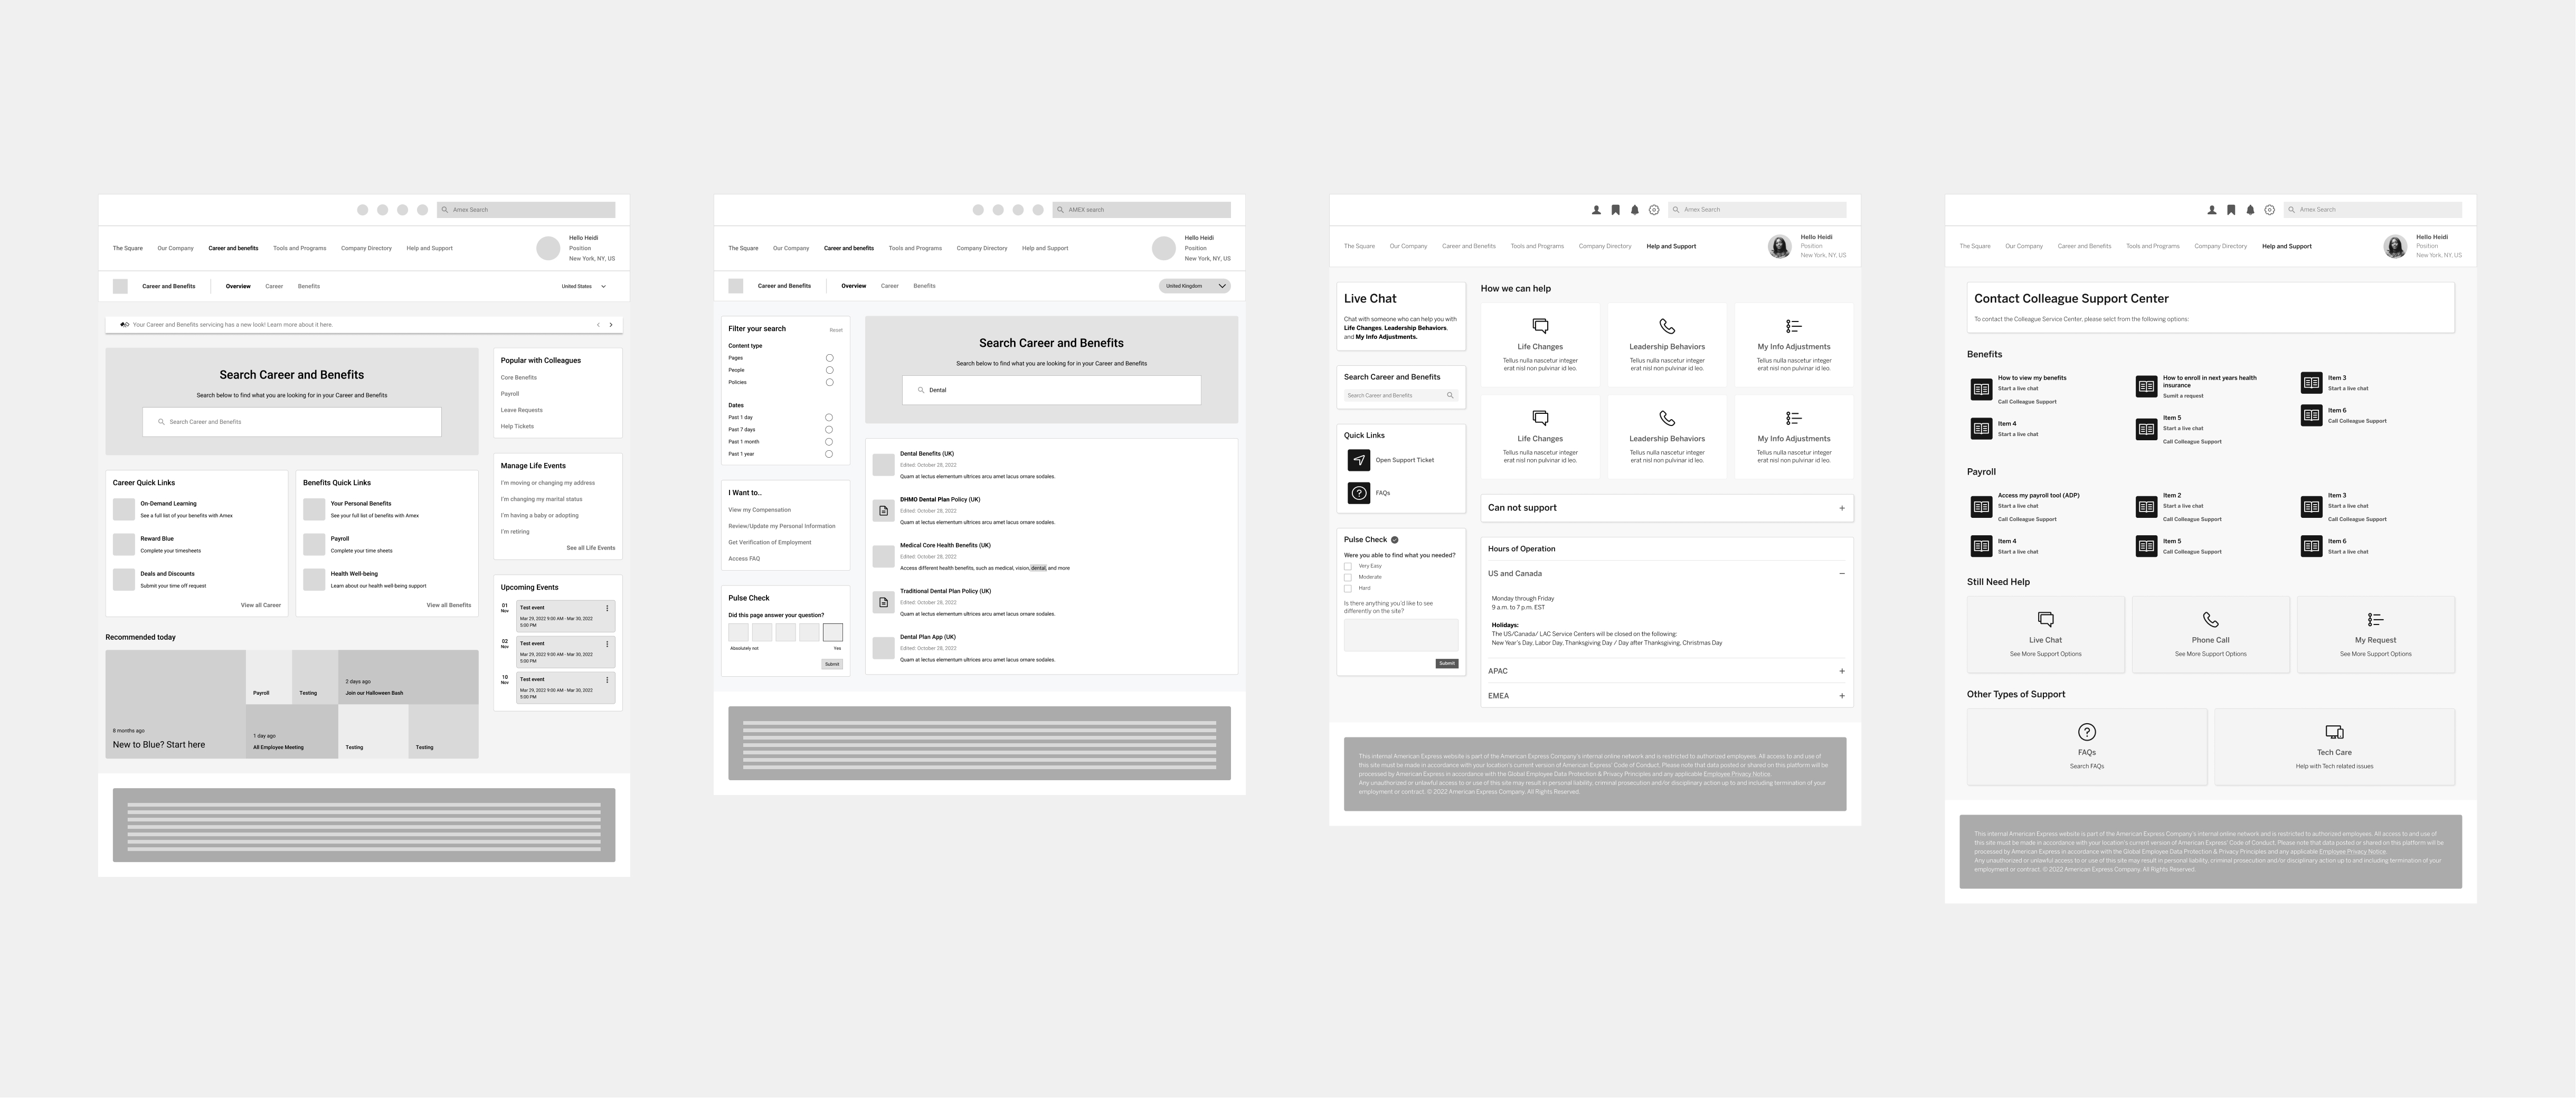 Amex Search
The Square
Our Company
Career and benefits
Tools and Programs
Company Directory
Help and Support
Hello Heidi
Position
New York, NY, US
Career and Benefits
Overview
Career
Benefits
United States
Your Career and Benefits servicing has a new look! Learn more about it here.
Search Career and Benefits
Search below to find what you are looking for in your Career and Benefits
Search Career and Benefits
Career Quick Links
On-Demand Learning
See a full list of your benefits with Amex
Reward Blue
Complete your timesheets
Deals and Discounts
Submit your time off request
View all Career
Benefits Quick Links
Your Personal Benefits
See your full list of benefits with Amex
Payroll
Complete your time sheets
Health Well-being
Learn about our health well-being support
View all Benefits
Recommended today
8 months ago
New to Blue? Start here
Payroll
Testing
2 days ago
Join our Halloween Bash
1 day ago
All Employee Meeting
Testing
Testing
Popular with Colleagues
Core Benefits
Payroll
Leave Requests
Help Tickets
Manage Life Events
I'm moving or changing my address
I'm changing my marital status
I'm having a baby or adopting
I'm retiring
See all Life Events
Upcoming Events
01
Nov
Test event
Mar 29, 2022 9:00 AM - Mar 30, 2022
5:00 PM
02
Nov
Test event
Mar 29, 2022 9:00 AM - Mar 30, 2022
5:00 PM
10
Nov
Test event
Mar 29, 2022 9:00 AM - Mar 30, 2022
5:00 PM
AMEX search
The Square
Our Company
Career and benefits
Tools and Programs
Company Directory
Help and Support
Hello Heidi
Position
New York, NY, US
Career and Benefits
Overview
Career
Benefits
United Kingdom
Filter your search
Reset
Content type
Pages
People
Policies
Dates
Past 1 day
Past 7 days
Past 1 month
Past 1 year
I Want to..
View my Compensation
Review/Update my Personal Information
Get Verification of Employment
Access FAQ
Pulse Check
Did this page answer your question?
Absolutely not
Yes
Submit
Search Career and Benefits
Search below to find what you are looking for in your Career and Benefits
Dental
Dental Benefits (UK)
Edited: October 28, 2022
Quam at lectus elementum ultrices arcu amet lacus ornare sodales.
DHMO Dental Plan Policy (UK)
Edited: October 28, 2022
Quam at lectus elementum ultrices arcu amet lacus ornare sodales.
Medical Core Health Benefits (UK)
Edited: October 28, 2022
Access different health benefits, such as medical, vision, dental, and more
Traditional Dental Plan Policy (UK)
Edited: October 28, 2022
Quam at lectus elementum ultrices arcu amet lacus ornare sodales.
Dental Plan App (UK)
Edited: October 28, 2022
Quam at lectus elementum ultrices arcu amet lacus ornare sodales.
Amex Search
The Square
Our Company
Career and Benefits
Tools and Programs
Company Directory
Help and Support
Hello Heidi
Position
New York, NY, US
Live Chat
Chat with someone who can help you with
Life Changes, Leadership Behaviors,
and My Info Adjustments.
Search Career and Benefits
Search Career and Benefits
Quick Links
Open Support Ticket
FAQs
Pulse Check
Were you able to find what you needed?
Very Easy
Moderate
Hard
Is there anything you'd like to see
differently on the site?
Submit
How we can help
Life Changes
Tellus nulla nascetur integer
erat nisl non pulvinar id leo.
Leadership Behaviors
Tellus nulla nascetur integer
erat nisl non pulvinar id leo.
My Info Adjustments
Tellus nulla nascetur integer
erat nisl non pulvinar id leo.
Life Changes
Tellus nulla nascetur integer
erat nisl non pulvinar id leo.
Leadership Behaviors
Tellus nulla nascetur integer
erat nisl non pulvinar id leo.
My Info Adjustments
Tellus nulla nascetur integer
erat nisl non pulvinar id leo.
Can not support
Hours of Operation
US and Canada
Monday through Friday
9 a.m. to 7 p.m. EST
Holidays:
The US/Canada/ LAC Service Centers will be closed on the following:
New Year's Day, Labor Day, Thanksgiving Day / Day after Thanksgiving, Christmas Day
APAC
EMEA
This internal American Express website is part of the American Express Company's internal online network and is restricted to authorized employees. All access to and use of
this site must be made in accordance with your location's current version of American Express' Code of Conduct. Please note that data posted or shared on this platform will be
processed by American Express in accordance with the Global Employee Data Protection & Privacy Principles and any applicable Employee Privacy Notice.
Any unauthorized or unlawful access to or use of this site may result in personal liability, criminal prosecution and/or disciplinary action up to and including termination of your
employment or contract. © 2022 American Express Company. All Rights Reserved.
Amex Search
The Square
Our Company
Career and Benefits
Tools and Programs
Company Directory
Help and Support
Hello Heidi
Position
New York, NY, US
Contact Colleague Support Center
To contact the Colleague Service Center, please selct from the following options:
Benefits
How to view my benefits
Start a live chat
Call Colleague Support
How to enroll in next years health
insurance
Sumit a request
Item 3
Start a live chat
Item 4
Start a live chat
Item 5
Start a live chat
Call Colleague Support
Item 6
Call Colleague Support
Payroll
Access my payroll tool (ADP)
Start a live chat
Call Colleague Support
Item 2
Start a live chat
Call Colleague Support
Item 3
Start a live chat
Call Colleague Support
Item 4
Start a live chat
Item 5
Call Colleague Support
Item 6
Start a live chat
Still Need Help
Live Chat
See More Support Options
Phone Call
See More Support Options
My Request
See More Support Options
Other Types of Support
FAQs
Search FAQs
Tech Care
Help with Tech related issues
This internal American Express website is part of the American Express Company's internal online network and is restricted to authorized employees. All access to and use of
this site must be made in accordance with your location's current version of American Express' Code of Conduct. Please note that data posted or shared on this platform will be
processed by American Express in accordance with the Global Employee Data Protection & Privacy Principles and any applicable Employee Privacy Notice.
Any unauthorized or unlawful access to or use of this site may result in personal liability, criminal prosecution and/or disciplinary action up to and including termination of your
employment or contract. © 2022 American Express Company. All Rights Reserved.